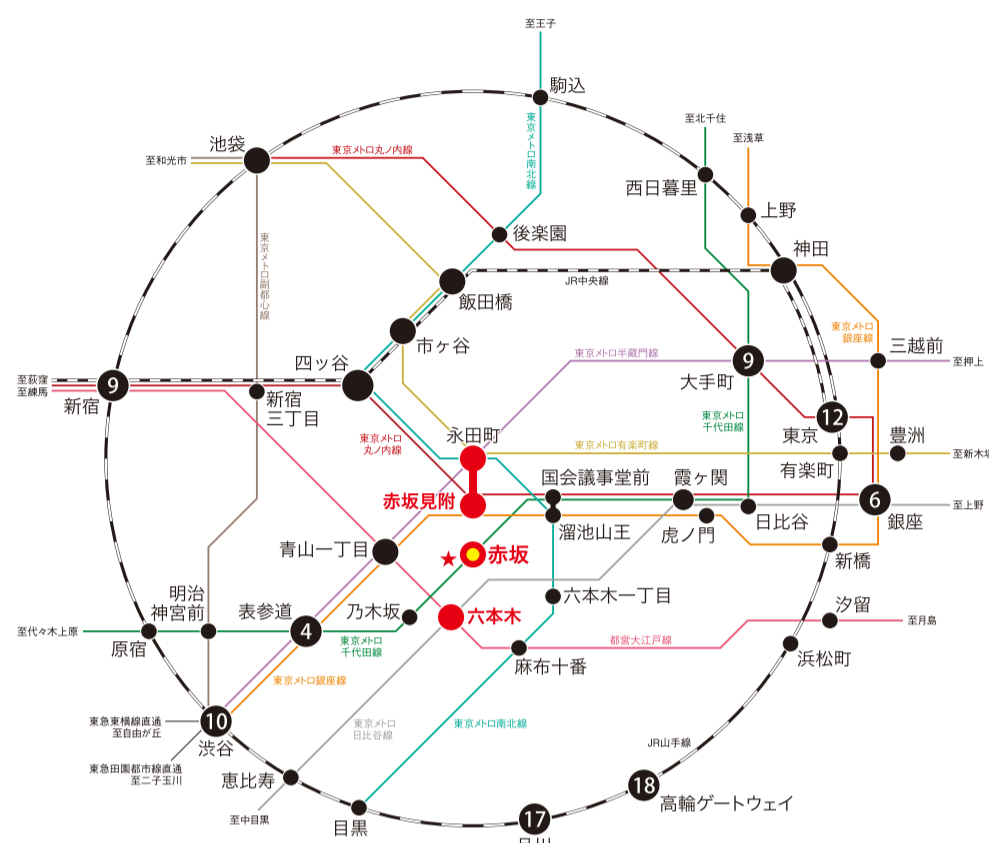 至王子
駒込
東京メトロ南北線
至北千住
至浅草
池袋
至和光市
東京メトロ丸ノ内線
西日暮里
上野
後楽園
神田
東京メトロ副都心線
JR中央線
飯田橋
東京メトロ
銀座線
市ヶ谷
三越前
東京メトロ半蔵門線
至押上
四ッ谷
9
大手町
至荻窪
至練馬
9
新宿
新宿
三丁目
東京メトロ
千代田線
12
東京
豊洲
永田町
東京メトロ
丸ノ内線
東京メトロ有楽町線
有楽町
至新木場
国会議事堂前
霞ヶ関
赤坂見附
6
銀座
至上野
溜池山王
虎ノ門
日比谷
新橋
青山一丁目
★
赤坂
明治
神宮前
表参道
乃木坂
六本木
六本木一丁目
汐留
至代々木上原
原宿
4
東京メトロ
千代田線
都営大江戸線
至月島
麻布十番
浜松町
東京メトロ銀座線
東急東横線直通
至自由が丘
10
渋谷
東京メトロ
日比谷線
東京メトロ南北線
JR山手線
東急田園都市線直通
至二子玉川
恵比寿
18
高輪ゲートウェイ
至中目黒
目黒
17